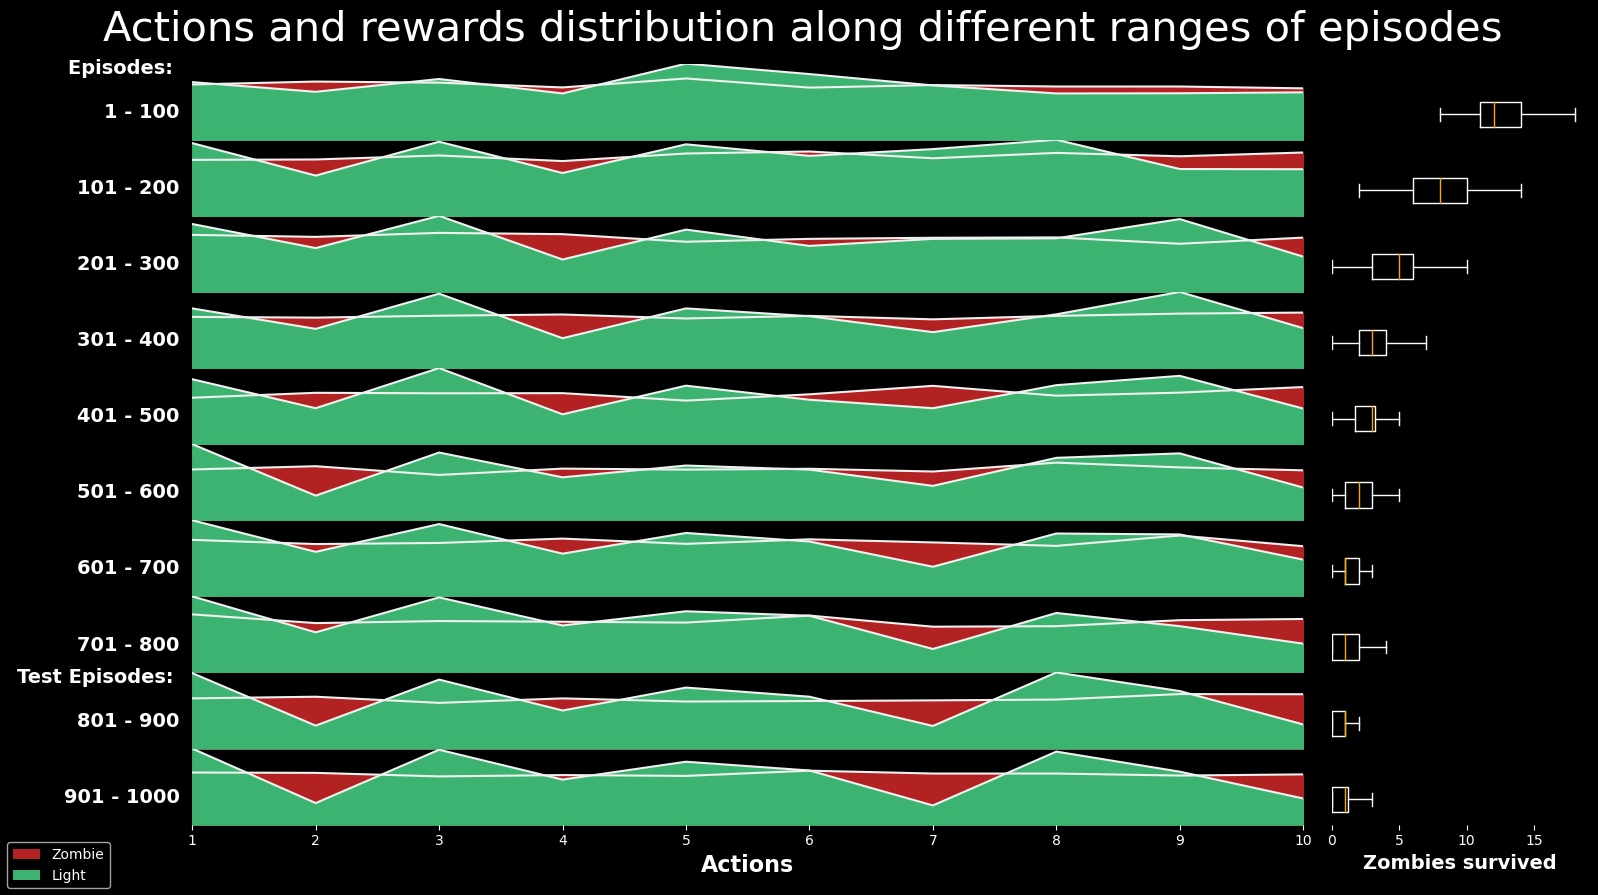 Actions and rewards distribution along different ranges of episodes
Episodes:
1 - 100
101 - 200
201 - 300
301 - 400
401 - 500
501 - 600
601 - 700
701 - 800
Test Episodes:
801 - 900
901 - 1000
1 2 3 4 5 6 7 8 9 10 0 5 10 15
Actions
Zombies survived
Zombie
Light